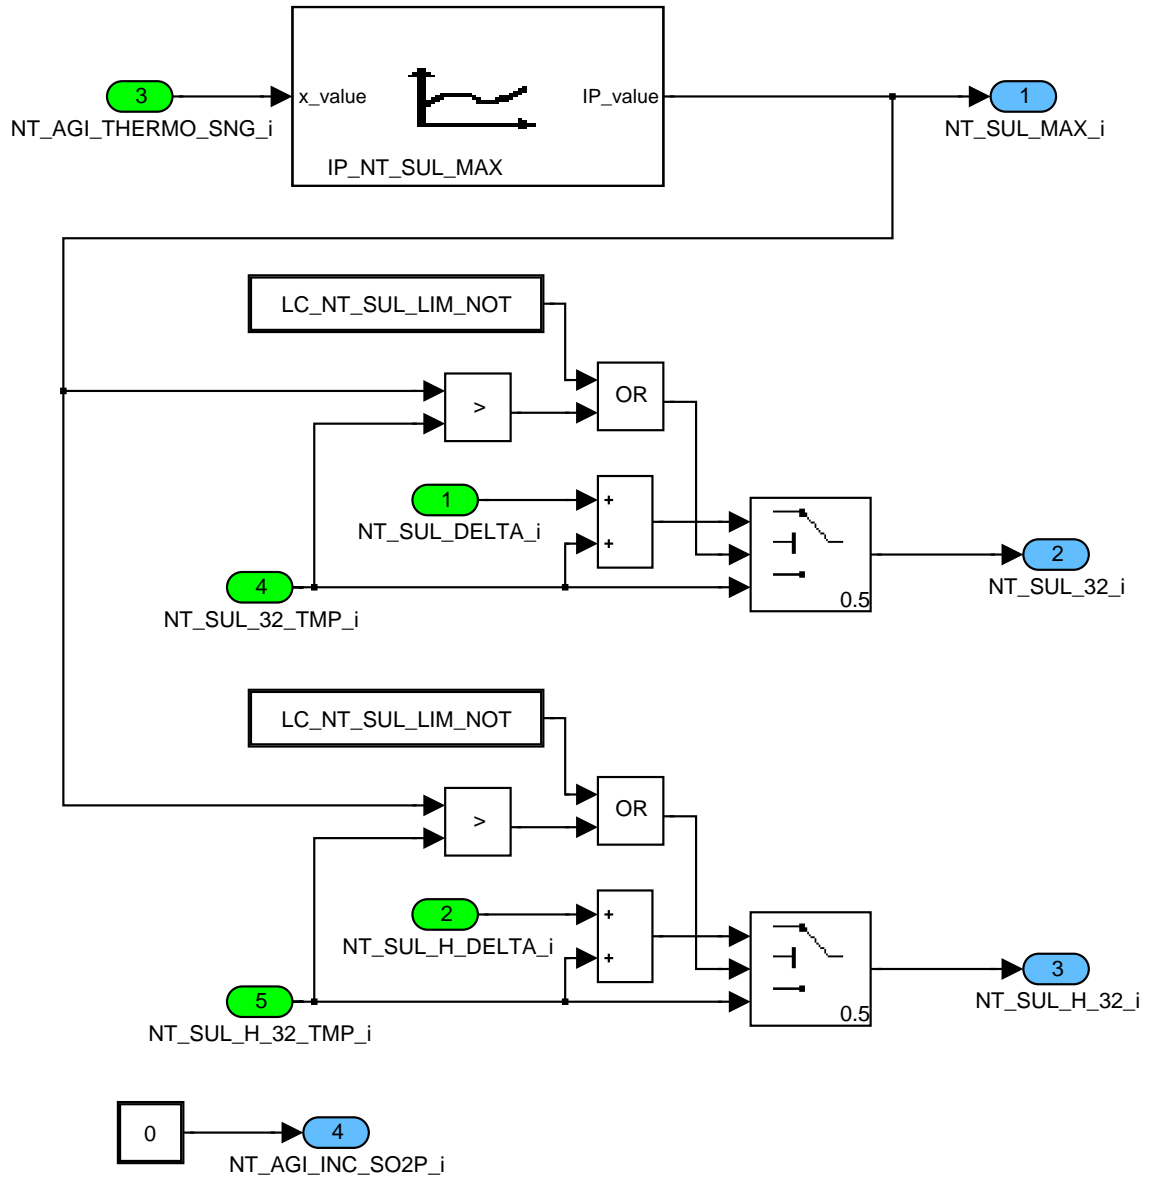 3
x_value
IP_value
1
NT_AGI_THERMO_SNG_i
NT_SUL_MAX_i
IP_NT_SUL_MAX
LC_NT_SUL_LIM_NOT
OR
>
1
+
NT_SUL_DELTA_i
+
2
4
0.5
NT_SUL_32_i
NT_SUL_32_TMP_i
LC_NT_SUL_LIM_NOT
OR
>
2
+
NT_SUL_H_DELTA_i
+
3
5
0.5
NT_SUL_H_32_i
NT_SUL_H_32_TMP_i
0
4
NT_AGI_INC_SO2P_i